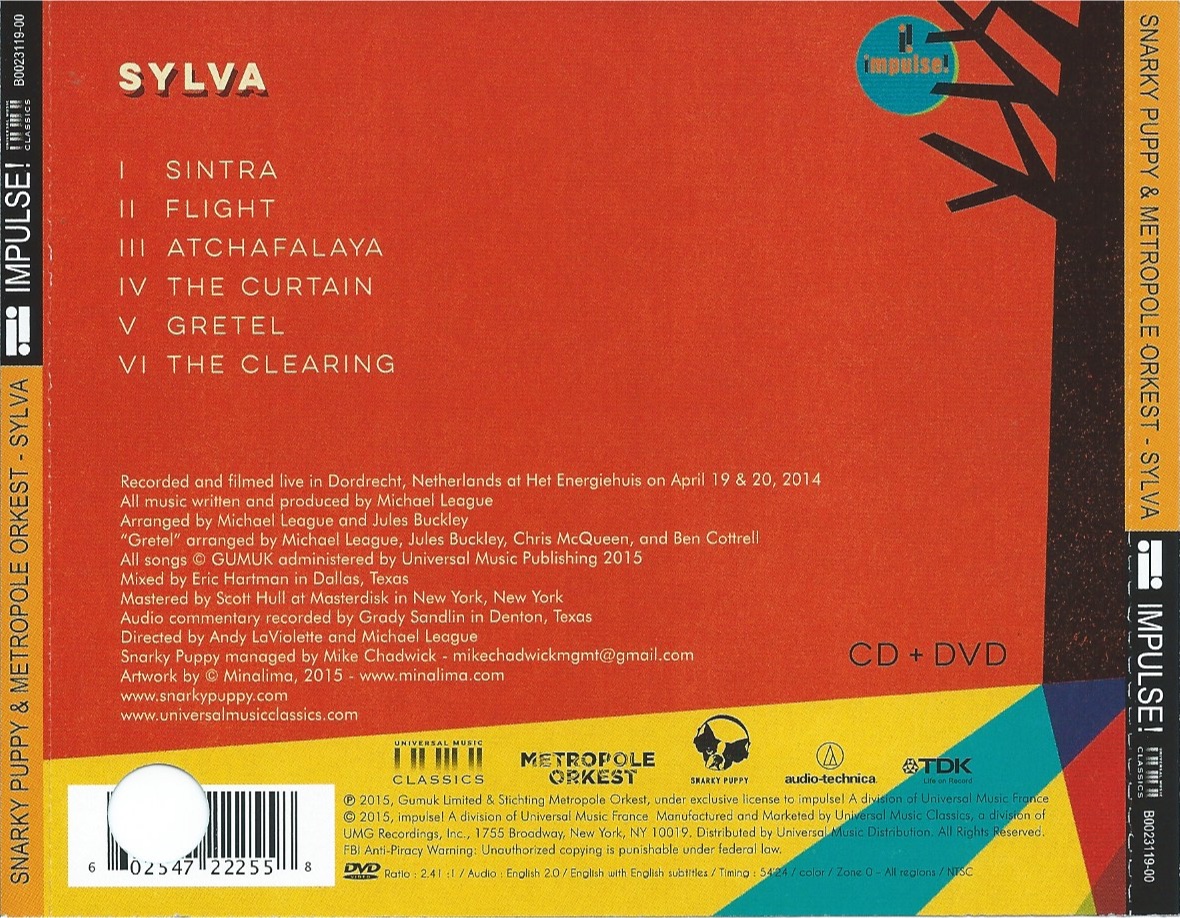 SYLVA
i!
impulse!
I SINTRA
II FLIGHT
III ATCHAFALAYA
IV THE CURTAIN
V GRETEL
VI THE CLEARING
Recorded and filmed live in Dordrecht, Netherlands at Het Energiehuis on April 19 & 20, 2014
All music written and produced by Michael League
Arranged by Michael League and Jules Buckley
“Gretel” arranged by Michael League, Jules Buckley, Chris McQueen, and Ben Cottrell
All songs © GUMUK administered by Universal Music Publishing 2015
Mixed by Eric Hartman in Dallas, Texas
Mastered by Scott Hull at Masterdisk in New York, New York
Audio commentary recorded by Grady Sandlin in Denton, Texas
Directed by Andy LaViolette and Michael League
Snarky Puppy managed by Mike Chadwick - mikechadwickmgmt@gmail.com
Artwork by © Minalima, 2015 - www.minalima.com
www.snarkypuppy.com
www.universalmusicclassics.com
CD + DVD
UNIVERSAL MUSIC
CLASSICS
METROPOLE
ORKEST
SNARKY PUPPY
audio-technica.
TDK
Life on Record
℗ 2015, Gumuk Limited & Stichting Metropole Orkest, under exclusive license to impulse! A division of Universal Music France
© 2015, impulse! A division of Universal Music France Manufactured and Marketed by Universal Music Classics, a division of
UMG Recordings, Inc., 1755 Broadway, New York, NY 10019. Distributed by Universal Music Distribution. All Rights Reserved.
FBI Anti-Piracy Warning: Unauthorized copying is punishable under federal law.
DVD VIDEO Ratio : 2.41 :1 / Audio : English 2.0 / English with English subtitles / Timing : 54'24 / color / Zone 0 - All regions / NTSC
6 02547 22255 8
SNARKY PUPPY & METROPOLE ORKEST - SYLVA
i! IMPULSE!
UNIVERSAL MUSIC
CLASSICS
B0023119-00
SNARKY PUPPY & METROPOLE ORKEST - SYLVA
i! IMPULSE!
UNIVERSAL MUSIC
CLASSICS
B0023119-00